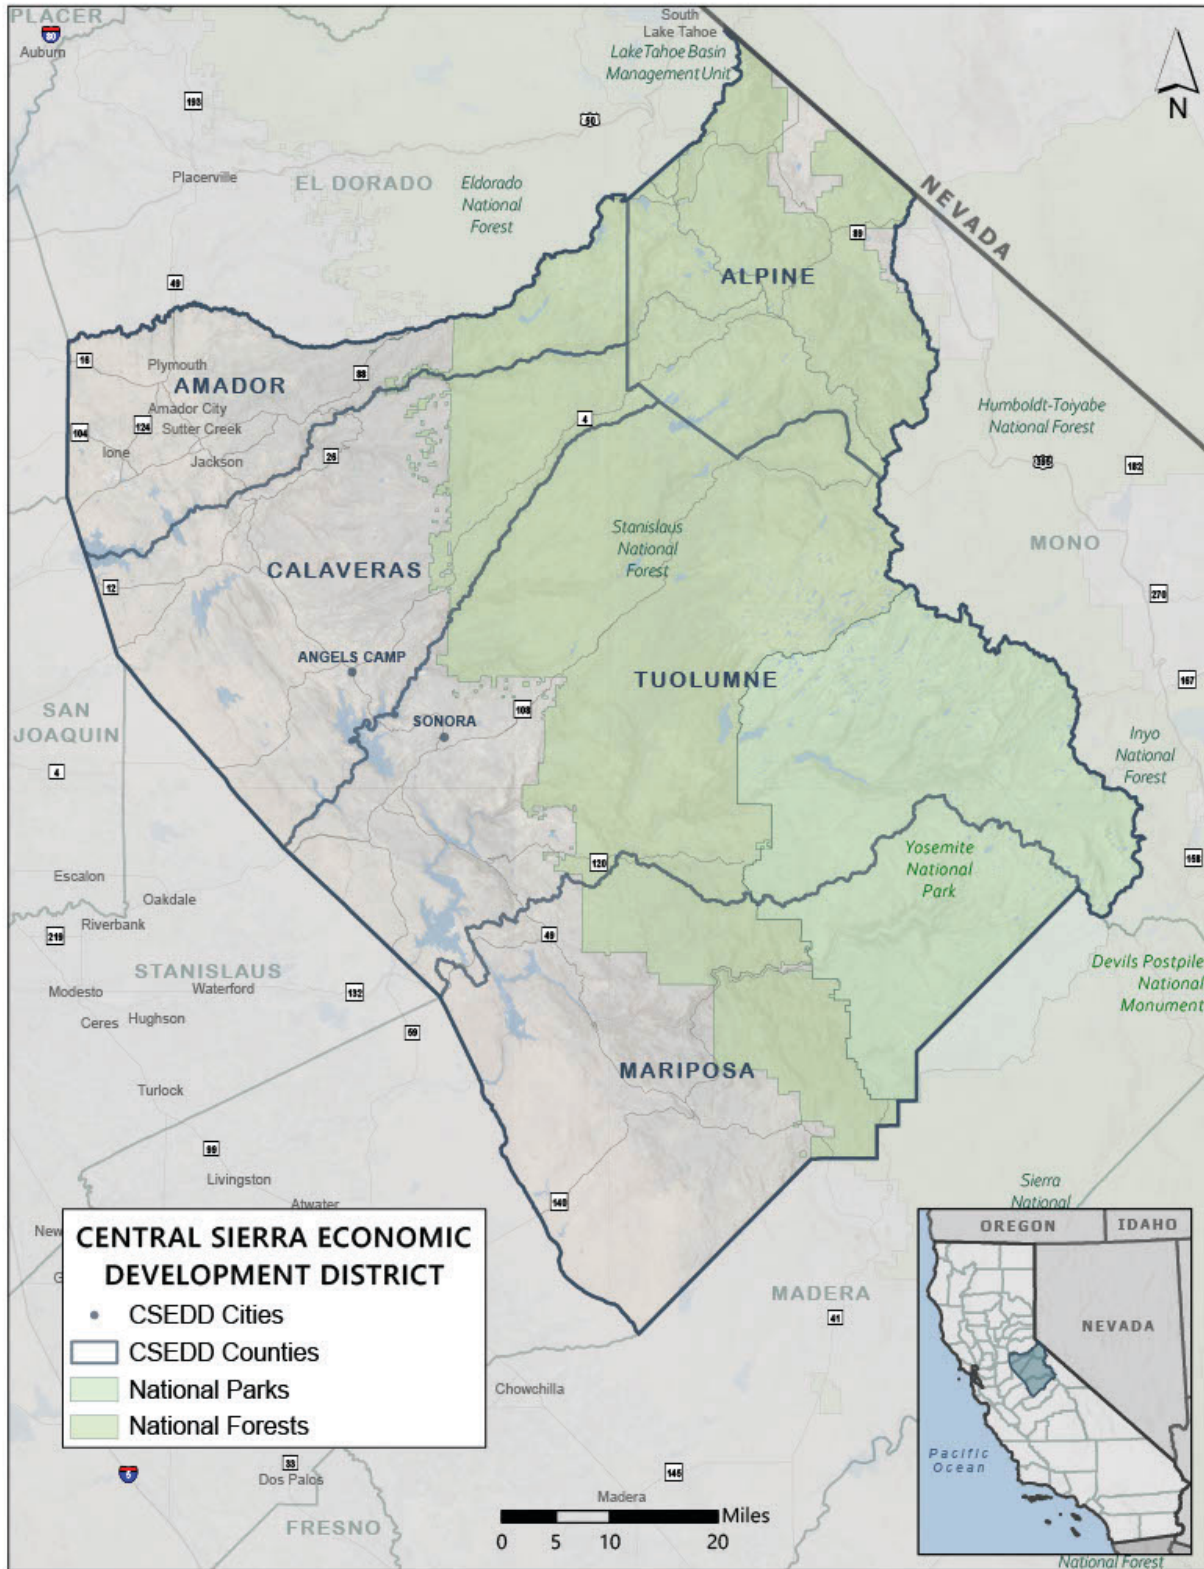 PLACER
80
Auburn
South
Lake Tahoe
Lake Tahoe Basin
Management Unit
N
193
50
Placerville
EL DORADO
Eldorado
National
Forest
NEVADA
89
ALPINE
49
16
Plymouth
88
AMADOR
Amador City
124
Sutter Creek
104
Ione
Jackson
26
4
Humboldt-Toiyabe
National Forest
395
182
Stanislaus
National
Forest
MONO
CALAVERAS
12
270
ANGELS CAMP
TUOLUMNE
167
SAN
JOAQUIN
SONORA
108
4
Inyo
National
Forest
Yosemite
National
Park
120
158
Escalon
Oakdale
Riverbank
219
49
STANISLAUS
Waterford
Modesto
132
Ceres
Hughson
59
Devils Postpile
National
Monument
MARIPOSA
Turlock
99
Livingston
Atwater
140
Sierra
National
New
G
CENTRAL SIERRA ECONOMIC
DEVELOPMENT DISTRICT
CSEDD Cities
CSEDD Counties
National Parks
National Forests
MADERA
41
Chowchilla
33
5
Dos Palos
145
Madera
FRESNO
Miles
0 5 10 20
OREGON
IDAHO
NEVADA
Pacific
Ocean
National Forest